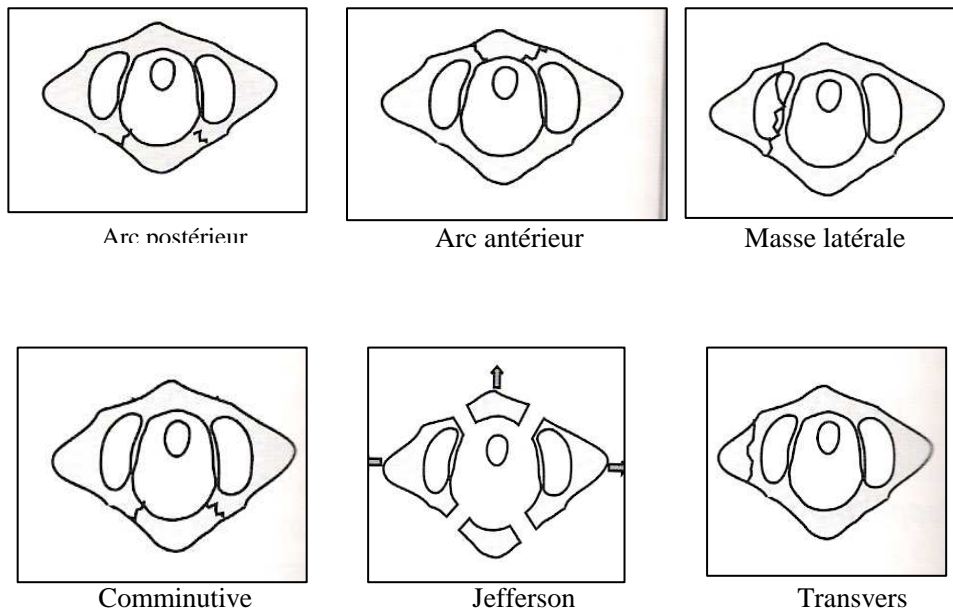 Arc postérieur
Arc antérieur
Masse latérale
Comminutive
Jefferson
Transvers